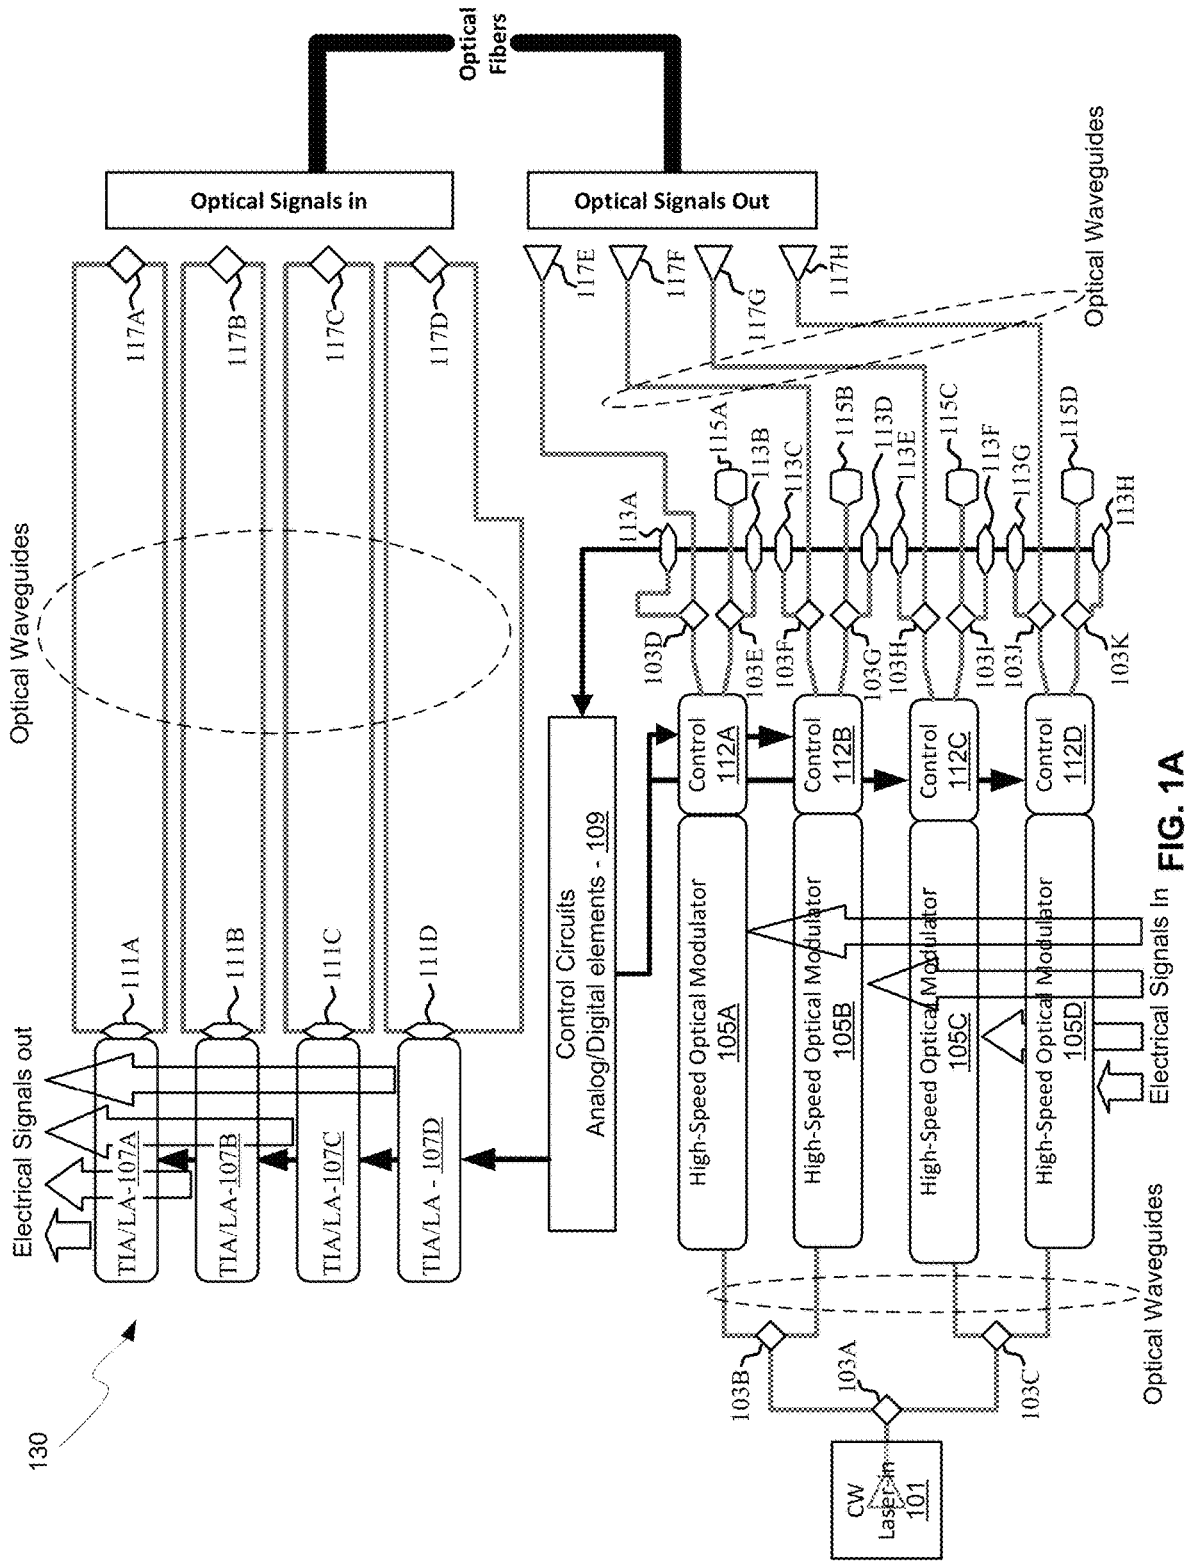 130
Electrical Signals out
Optical Waveguides
TIA/LA-107A
TIA/LA-107B
TIA/LA-107C
TIA/LA - 107D
111A
111B
111C
111D
117A
117B
117C
117D
Optical Signals in
Optical
Fibers
Optical Signals Out
117E
117F
117G
117H
Optical Waveguides
Control Circuits
Analog/Digital elements - 109
CW
Laser in
101
103A
103B
103C
Optical Waveguides
High-Speed Optical Modulator
105A
High-Speed Optical Modulator
105B
High-Speed Optical Modulator
105C
High-Speed Optical Modulator
105D
Electrical Signals In
Control
112A
Control
112B
Control
112C
Control
112D
103D
103E
103F
103G
103H
103I
103J
103K
113A
113B
113C
113D
113E
113F
113G
113H
115A
115B
115C
115D
FIG. 1A